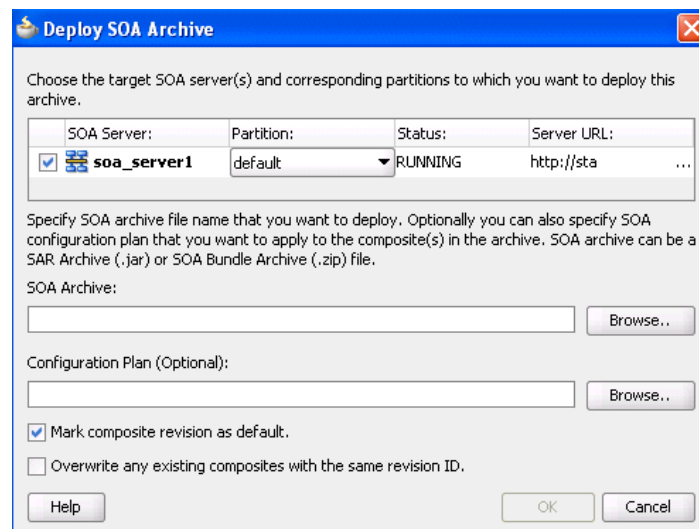 Deploy SOA Archive
Choose the target SOA server(s) and corresponding partitions to which you want to deploy this
archive.
SOA Server: Partition: Status: Server URL:
soa_server1 default RUNNING http://sta ...
Specify SOA archive file name that you want to deploy. Optionally you can also specify SOA
configuration plan that you want to apply to the composite(s) in the archive. SOA archive can be a
SAR Archive (.jar) or SOA Bundle Archive (.zip) file.
SOA Archive:
Browse..
Configuration Plan (Optional):
Browse..
Mark composite revision as default.
Overwrite any existing composites with the same revision ID.
Help OK Cancel